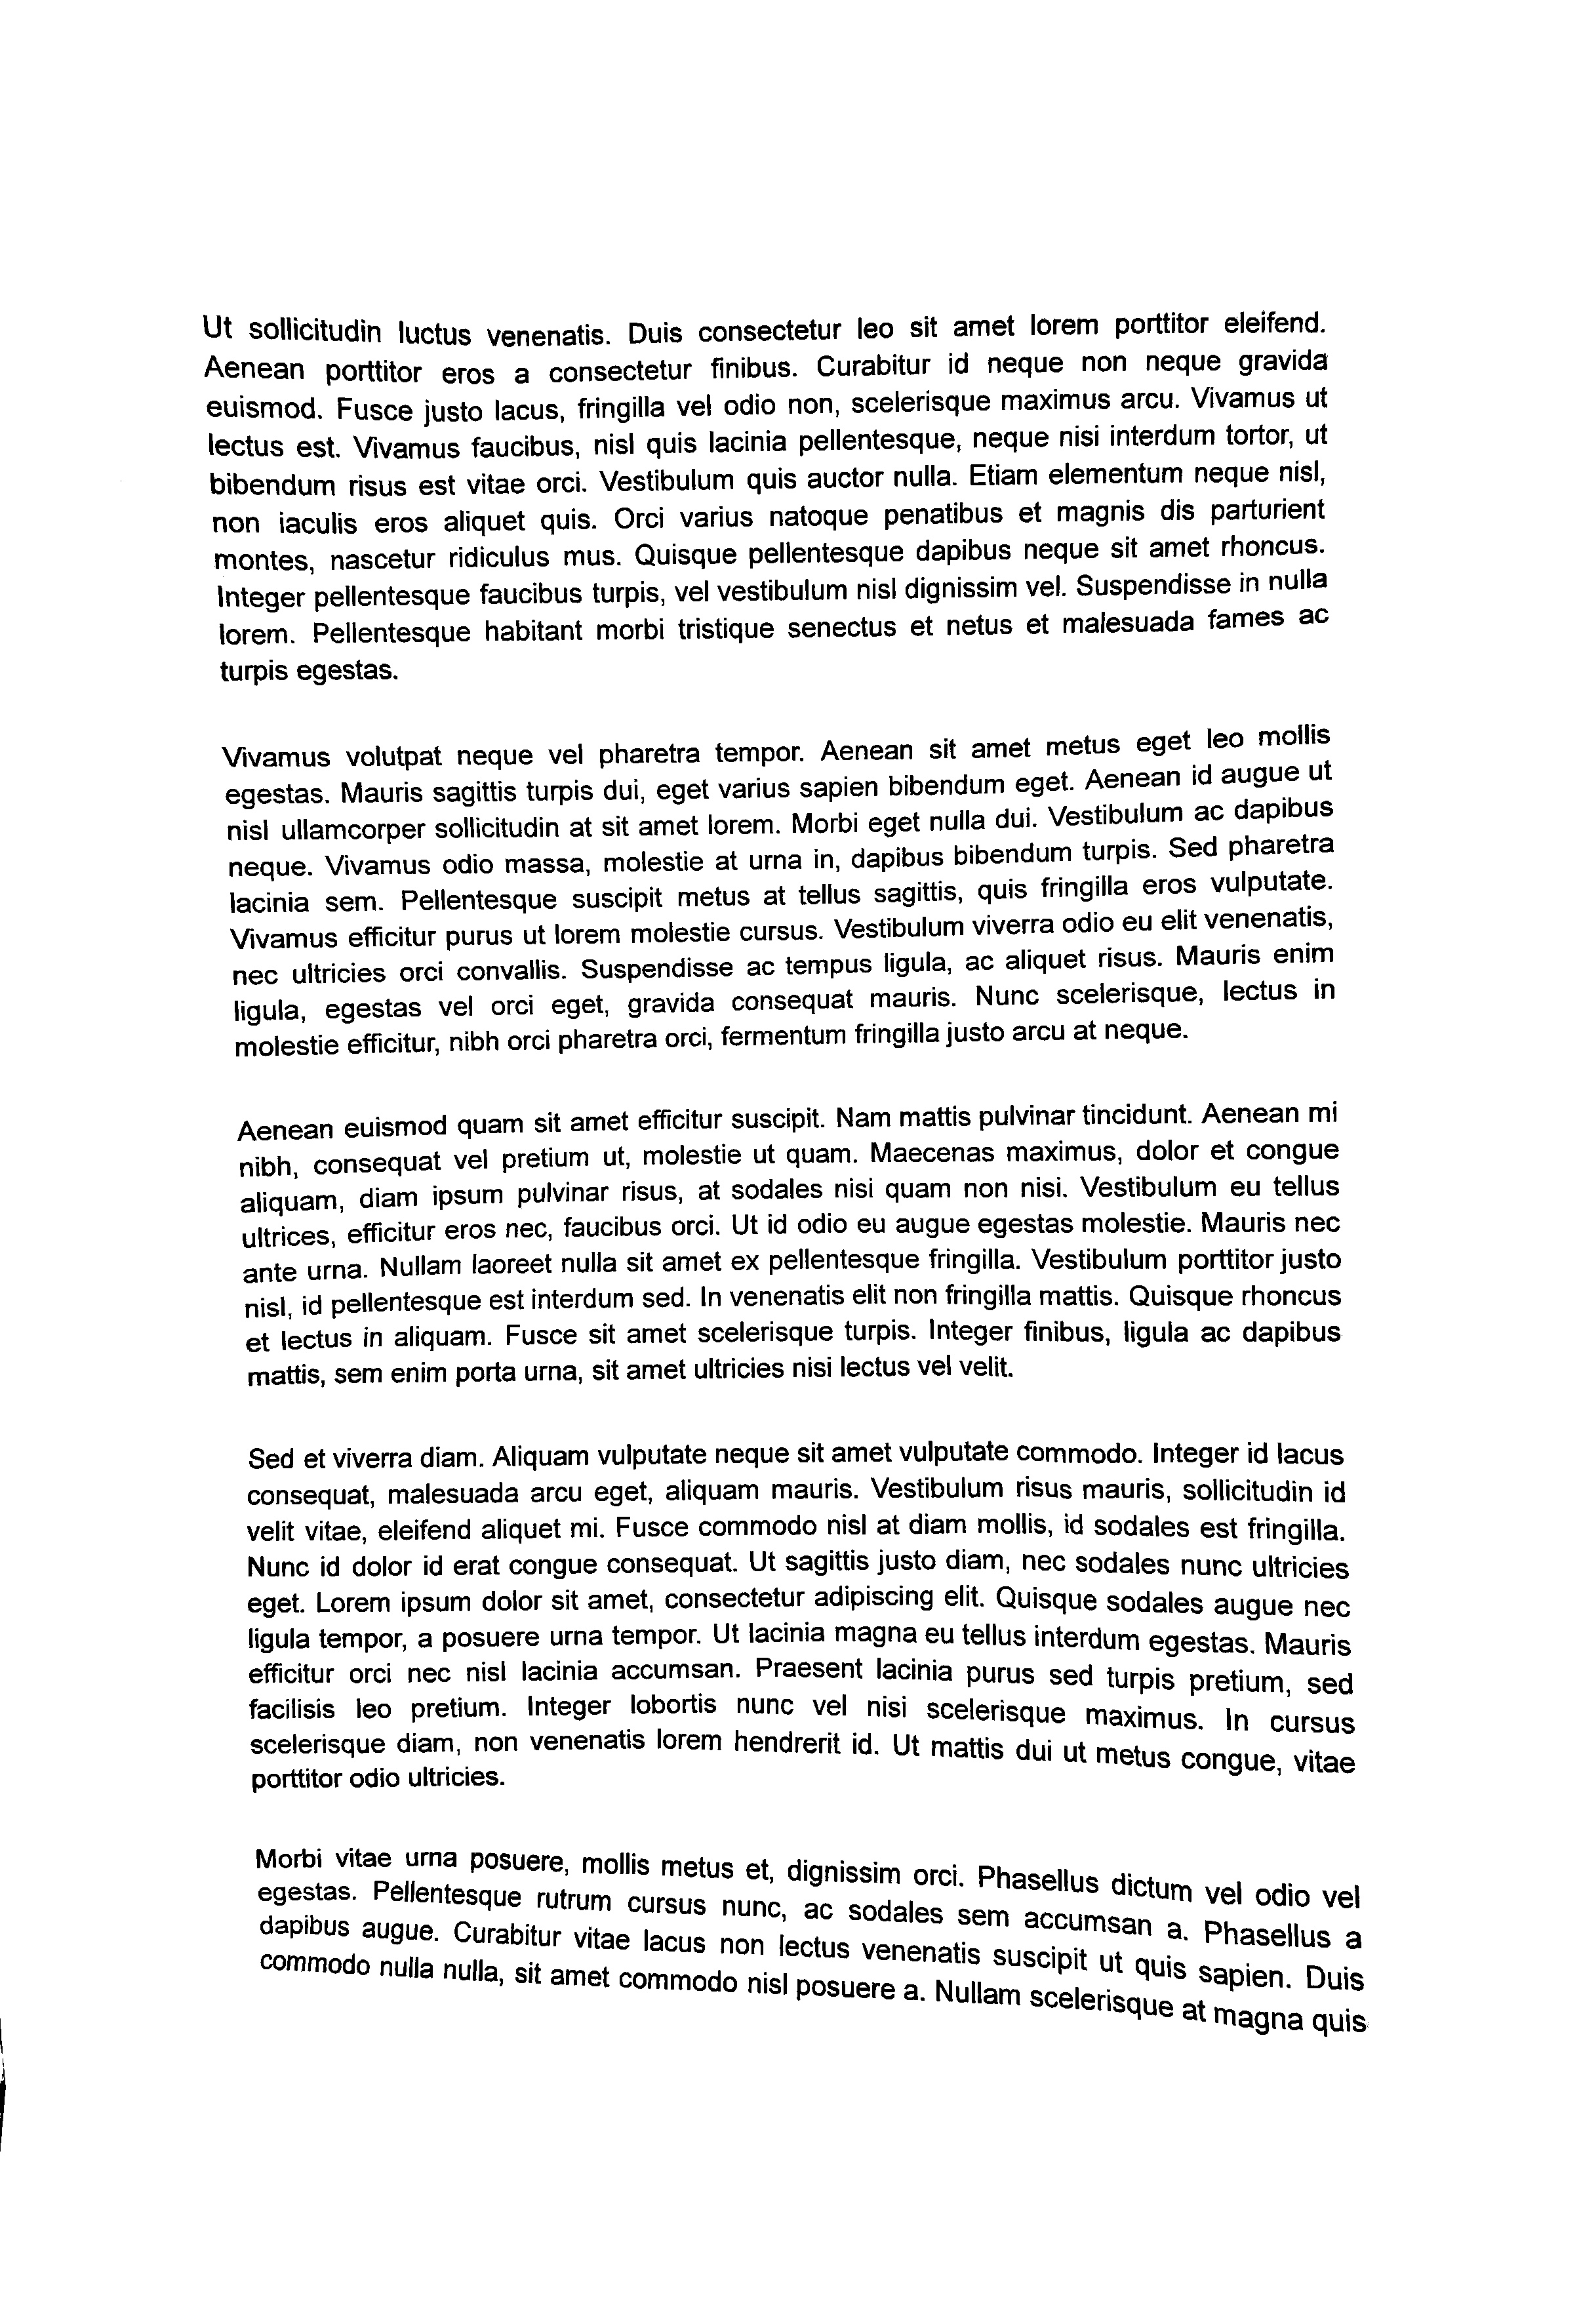 Ut sollicitudin luctus venenatis. Duis consectetur leo sit amet lorem porttitor eleifend.
Aenean porttitor eros a consectetur finibus. Curabitur id neque non neque gravida
euismod. Fusce justo lacus, fringilla vel odio non, scelerisque maximus arcu. Vivamus ut
lectus est. Vivamus faucibus, nisl quis lacinia pellentesque, neque nisi interdum tortor, ut
bibendum risus est vitae orci. Vestibulum quis auctor nulla. Etiam elementum neque nisl,
non iaculis eros aliquet quis. Orci varius natoque penatibus et magnis dis parturient
montes, nascetur ridiculus mus. Quisque pellentesque dapibus neque sit amet rhoncus.
Integer pellentesque faucibus turpis, vel vestibulum nisl dignissim vel. Suspendisse in nulla
lorem. Pellentesque habitant morbi tristique senectus et netus et malesuada fames ac
turpis egestas.
Vivamus volutpat neque vel pharetra tempor. Aenean sit amet metus eget leo mollis
egestas. Mauris sagittis turpis dui, eget varius sapien bibendum eget. Aenean id augue ut
nisl ullamcorper sollicitudin at sit amet lorem. Morbi eget nulla dui. Vestibulum ac dapibus
neque. Vivamus odio massa, molestie at urna in, dapibus bibendum turpis. Sed pharetra
lacinia sem. Pellentesque suscipit metus at tellus sagittis, quis fringilla eros vulputate.
Vivamus efficitur purus ut lorem molestie cursus. Vestibulum viverra odio eu elit venenatis,
nec ultricies orci convallis. Suspendisse ac tempus ligula, ac aliquet risus. Mauris enim
ligula, egestas vel orci eget, gravida consequat mauris. Nunc scelerisque, lectus in
molestie efficitur, nibh orci pharetra orci, fermentum fringilla justo arcu at neque.
Aenean euismod quam sit amet efficitur suscipit. Nam mattis pulvinar tincidunt. Aenean mi
nibh, consequat vel pretium ut, molestie ut quam. Maecenas maximus, dolor et congue
aliquam, diam ipsum pulvinar risus, at sodales nisi quam non nisi. Vestibulum eu tellus
ultrices, efficitur eros nec, faucibus orci. Ut id odio eu augue egestas molestie. Mauris nec
ante urna. Nullam laoreet nulla sit amet ex pellentesque fringilla. Vestibulum porttitor justo
nisl, id pellentesque est interdum sed. In venenatis elit non fringilla mattis. Quisque rhoncus
et lectus in aliquam. Fusce sit amet scelerisque turpis. Integer finibus, ligula ac dapibus
mattis, sem enim porta urna, sit amet ultricies nisi lectus vel velit.
Sed et viverra diam. Aliquam vulputate neque sit amet vulputate commodo. Integer id lacus
consequat, malesuada arcu eget, aliquam mauris. Vestibulum risus mauris, sollicitudin id
velit vitae, eleifend aliquet mi. Fusce commodo nisl at diam mollis, id sodales est fringilla.
Nunc id dolor id erat congue consequat. Ut sagittis justo diam, nec sodales nunc ultricies
eget. Lorem ipsum dolor sit amet, consectetur adipiscing elit. Quisque sodales augue nec
ligula tempor, a posuere urna tempor. Ut lacinia magna eu tellus interdum egestas. Mauris
efficitur orci nec nisl lacinia accumsan. Praesent lacinia purus sed turpis pretium, sed
facilisis leo pretium. Integer lobortis nunc vel nisi scelerisque maximus. In cursus
scelerisque diam, non venenatis lorem hendrerit id. Ut mattis dui ut metus congue, vitae
porttitor odio ultricies.
Morbi vitae urna posuere, mollis metus et, dignissim orci. Phasellus dictum vel odio vel
egestas. Pellentesque rutrum cursus nunc, ac sodales sem accumsan a. Phasellus a
dapibus augue. Curabitur vitae lacus non lectus venenatis suscipit ut quis sapien. Duis
commodo nulla nulla, sit amet commodo nisl posuere a. Nullam scelerisque at magna quis